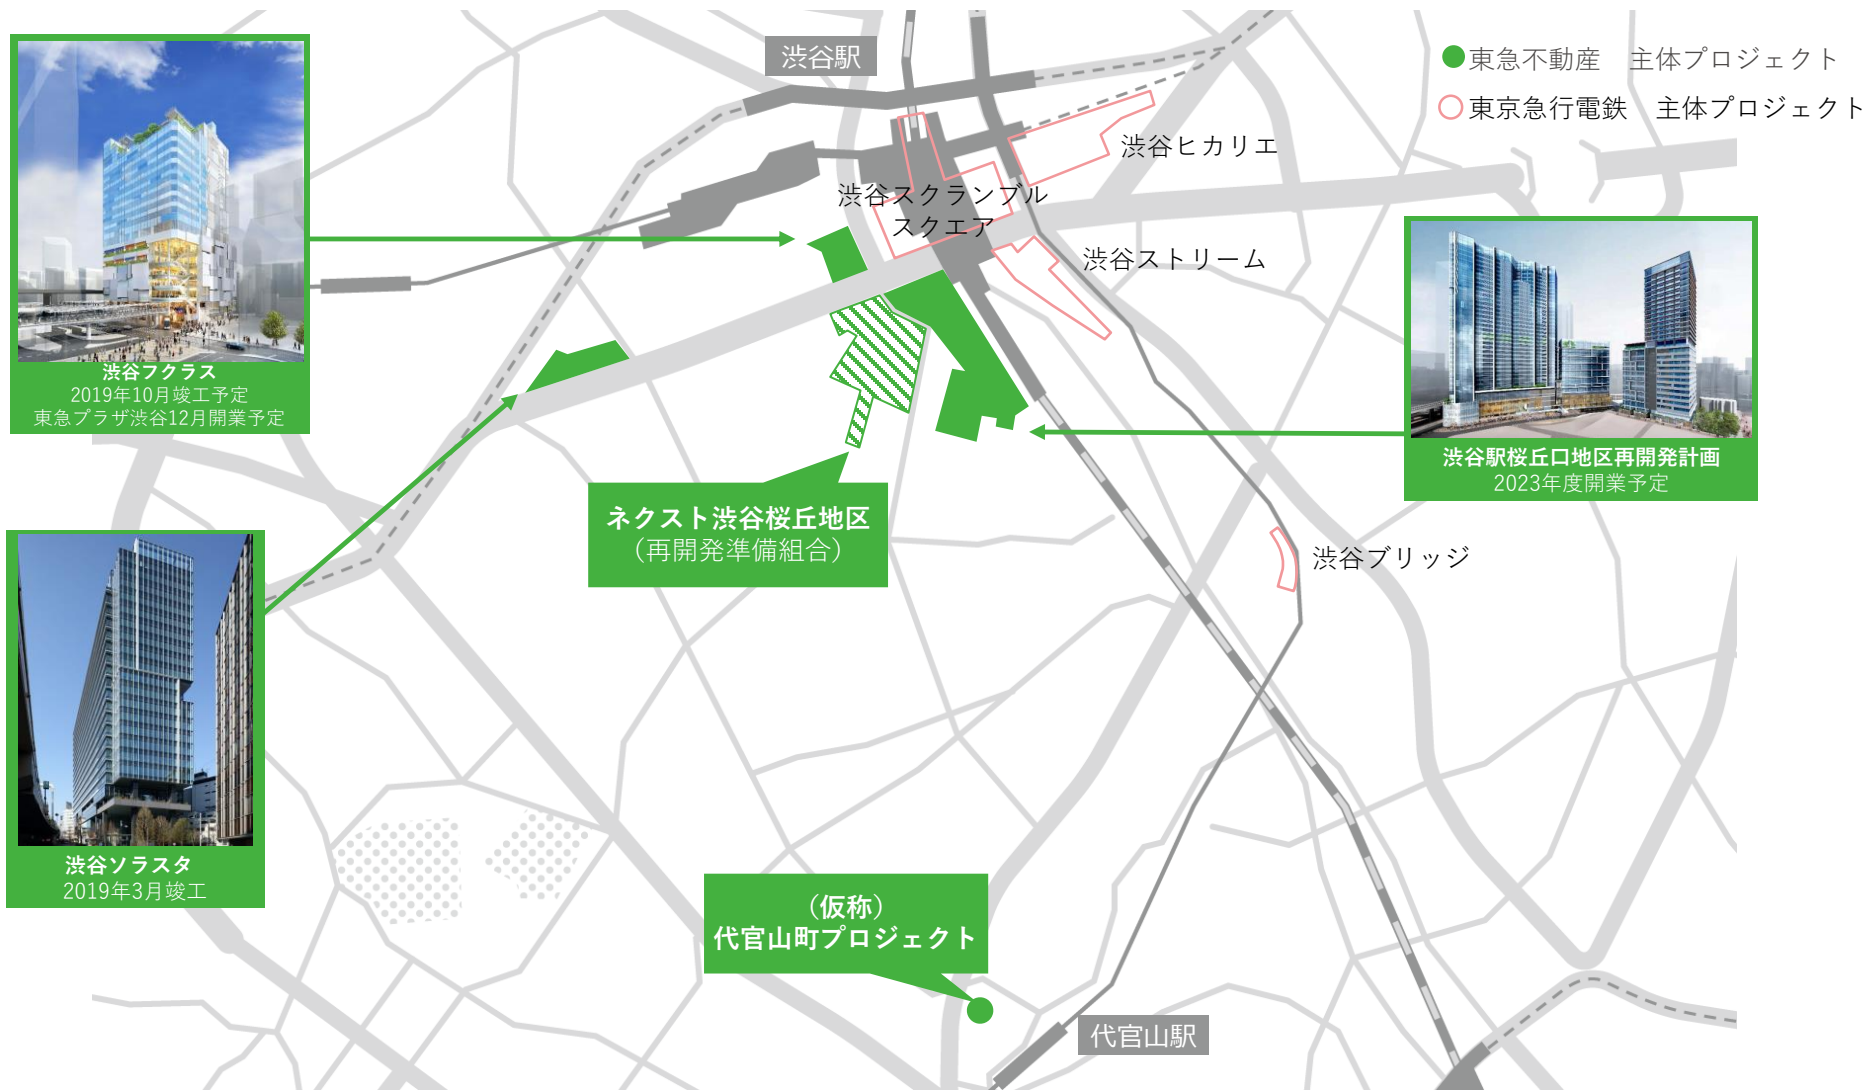 渋谷駅
●東急不動産 主体プロジェクト
○東京急行電鉄 主体プロジェクト
渋谷ヒカリエ
渋谷スクランブル
スクエア
渋谷ストリーム
渋谷フクラス
2019年10月竣工予定
東急プラザ渋谷12月開業予定
渋谷駅桜丘口地区再開発計画
2023年度開業予定
ネクスト渋谷桜丘地区
（再開発準備組合）
渋谷ブリッジ
渋谷ソラスタ
2019年3月竣工
（仮称）
代官山町プロジェクト
代官山駅